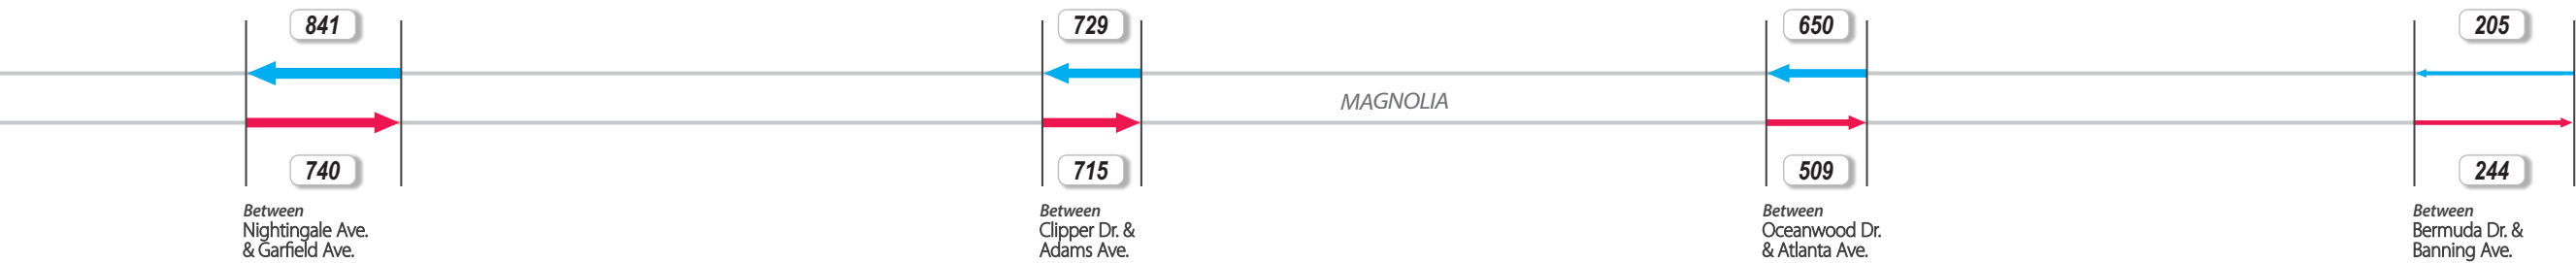 841
729
650
205
MAGNOLIA
740
715
509
244
Between
Nightingale Ave.
& Garfield Ave.
Between
Clipper Dr. &
Adams Ave.
Between
Oceanwood Dr.
& Atlanta Ave.
Between
Bermuda Dr. &
Banning Ave.